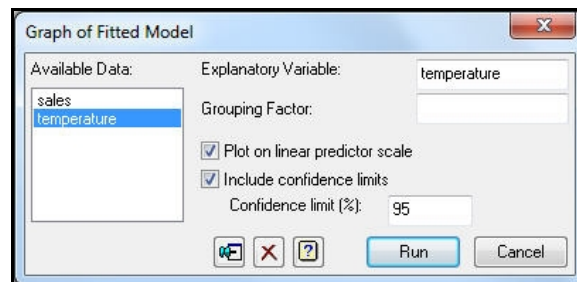 Graph of Fitted Model
Available Data:
sales
temperature
Explanatory Variable:
temperature
Grouping Factor:
Plot on linear predictor scale
Include confidence limits
Confidence limit (%):
95
Run
Cancel